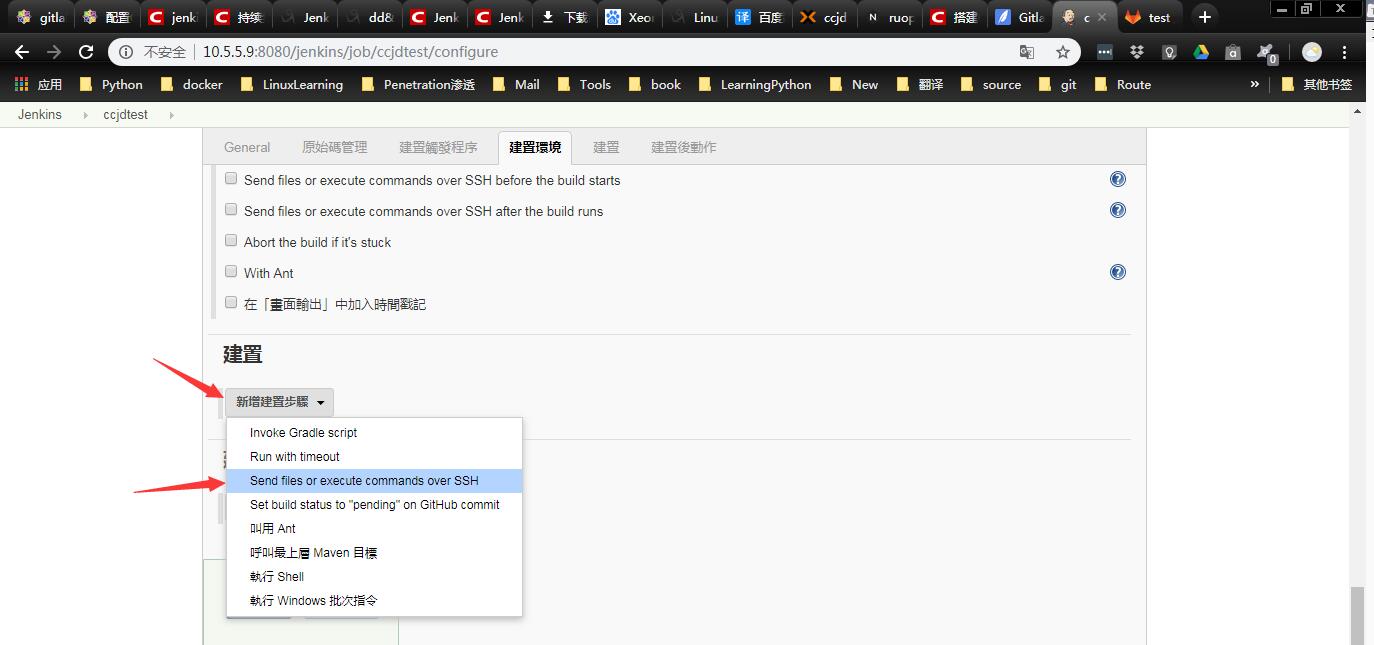 gitla
配置
jenk
持续
Jenk
dd&
Jenk
Jenk
下载
Xeo
Linu
百度
ccjd
ruop
搭建
Gitla
c
test
不安全 10.5.5.9:8080/jenkins/job/ccjdtest/configure
应用 Python docker LinuxLearning Penetration渗透 Mail Tools book LearningPython New 翻译 source git Route » 其他书签
Jenkins ccjdtest
General 原始碼管理 建置觸發程序 建置環境 建置 建置後動作
Send files or execute commands over SSH before the build starts
Send files or execute commands over SSH after the build runs
Abort the build if it's stuck
With Ant
在「畫面輸出」中加入時間戳記
建置
新增建置步驟
Invoke Gradle script
Run with timeout
Send files or execute commands over SSH
Set build status to "pending" on GitHub commit
叫用 Ant
呼叫最上層 Maven 目標
執行 Shell
執行 Windows 批次指令